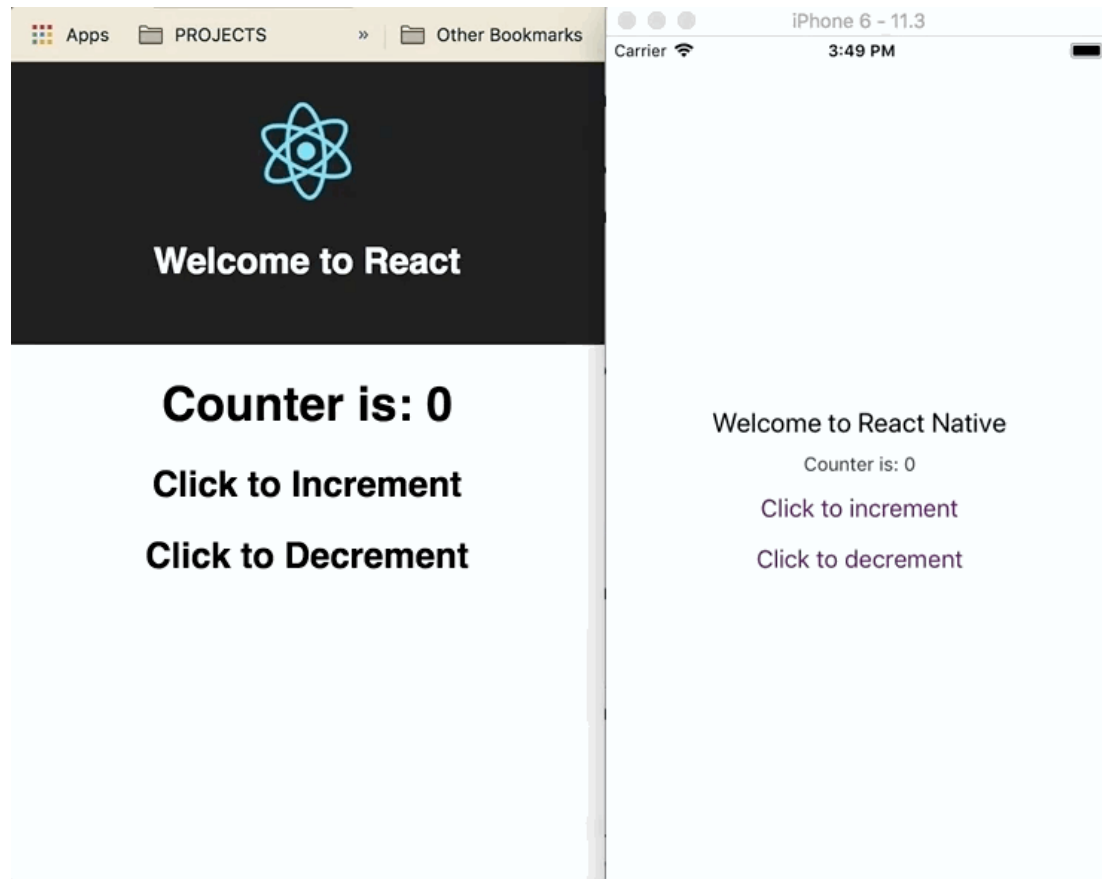 Apps PROJECTS » Other Bookmarks
Welcome to React
Counter is: 0
Click to Increment
Click to Decrement
iPhone 6 - 11.3
Carrier 3:49 PM
Welcome to React Native
Counter is: 0
Click to increment
Click to decrement